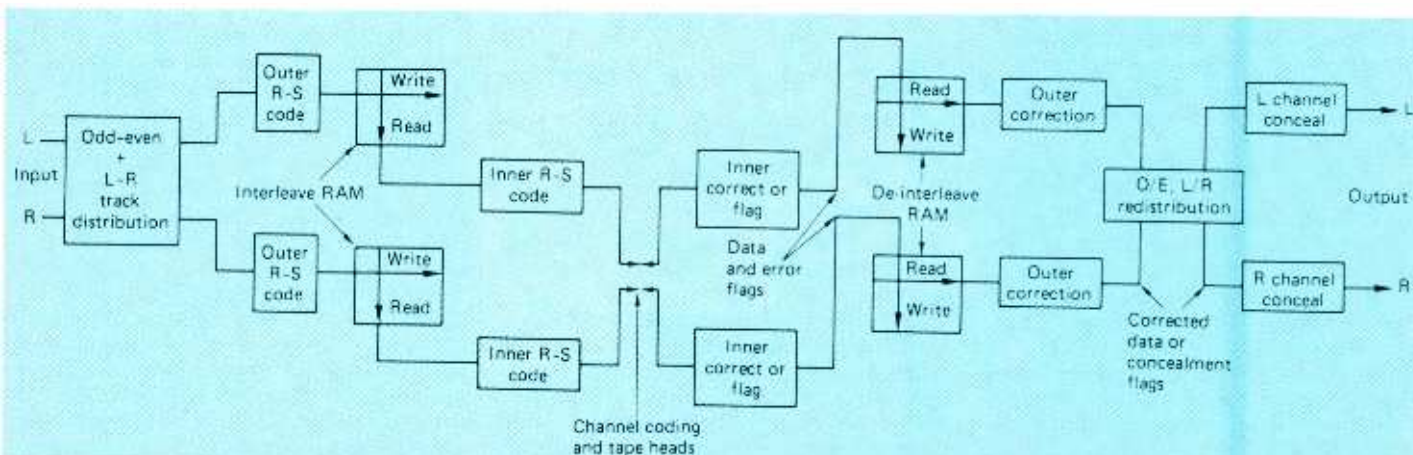 L
Input
R
Odd-even
+
L-R
track
distribution
Outer
R-S
code
Write
Read
Interleave RAM
Outer
R-S
code
Write
Read
Inner R-S
code
Inner R-S
code
Channel coding
and tape heads
Inner
correct or
flag
Inner
correct or
flag
Data
and error
flags
Read
Write
De-interleave
RAM
Read
Write
Outer
correction
Outer
correction
O/E, L/R
redistribution
Corrected
data or
concealment
flags
L channel
conceal
R channel
conceal
L
Output
R